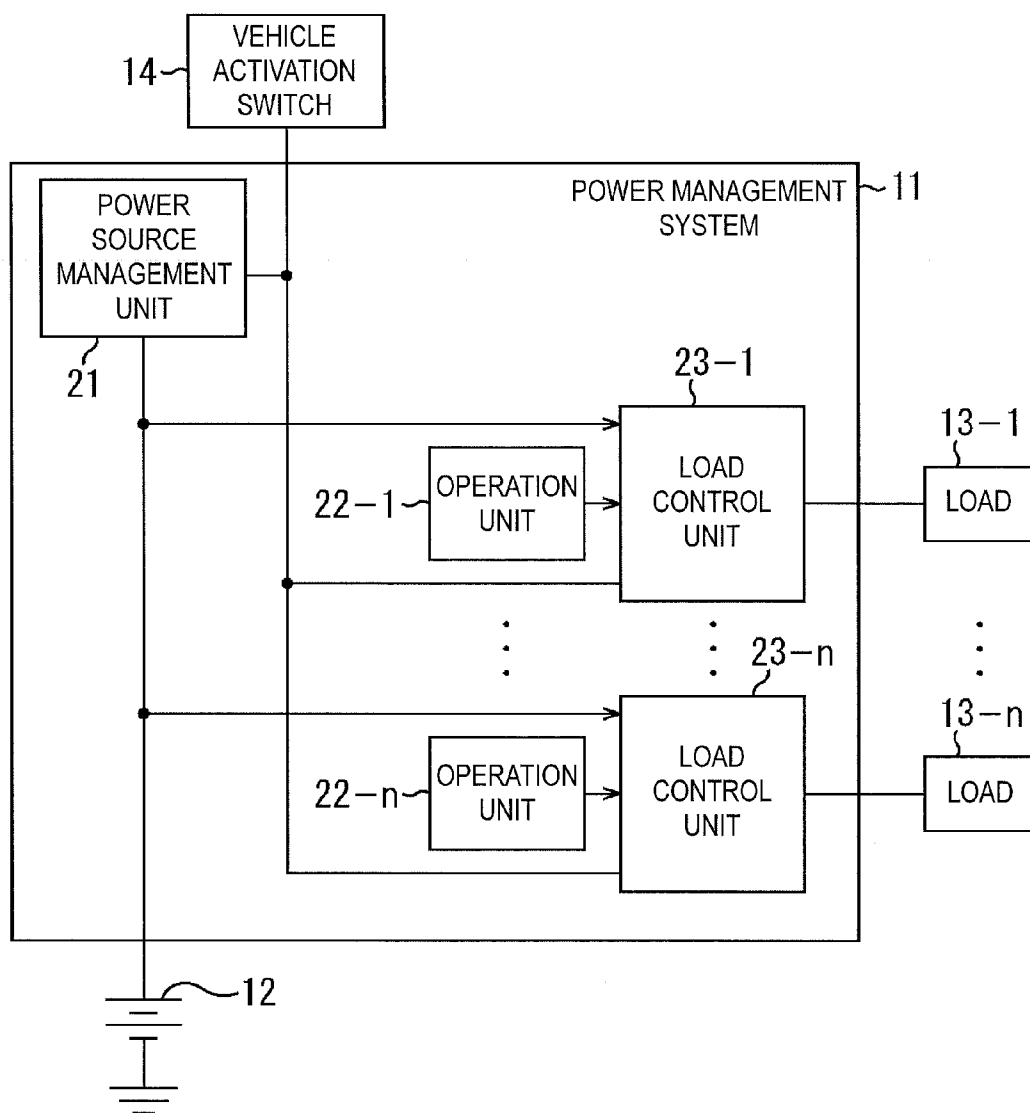 VEHICLE
ACTIVATION
SWITCH
14
POWER
SOURCE
MANAGEMENT
UNIT
21
POWER MANAGEMENT
SYSTEM
11
23-1
13-1
22-1
OPERATION
UNIT
LOAD
CONTROL
UNIT
LOAD
23-n
13-n
22-n
OPERATION
UNIT
LOAD
CONTROL
UNIT
LOAD
12